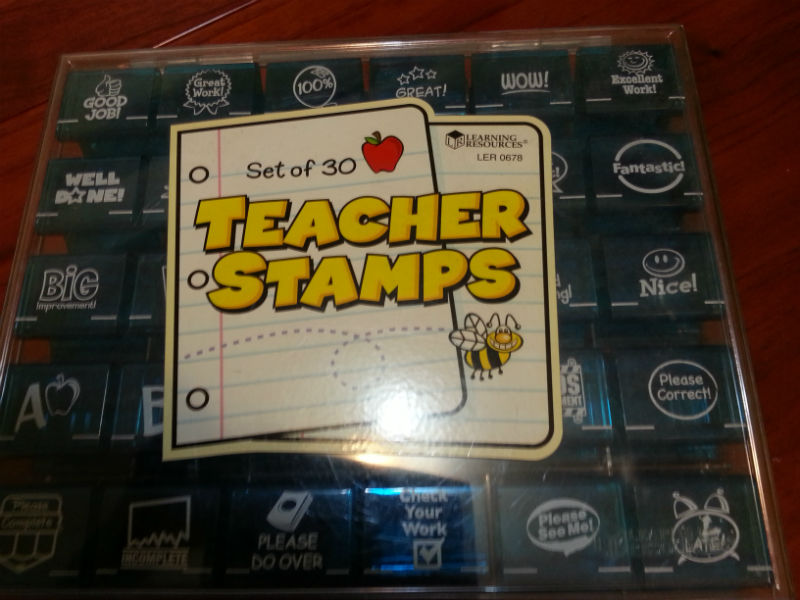 GOOD
JOB!
Great
Work!
100%
GREAT!
WOW!
Excellent
Work!
LEARNING
RESOURCES®
LER 0678
Set of 30
TEACHER
STAMPS
WELL
DONE!
Fantastic!
BIG
Improvement!
Nice!
A
B
Please
Correct!
Please
Complete
INCOMPLETE
PLEASE
DO OVER
Check
Your
Work
Please
See Me!
LATE!